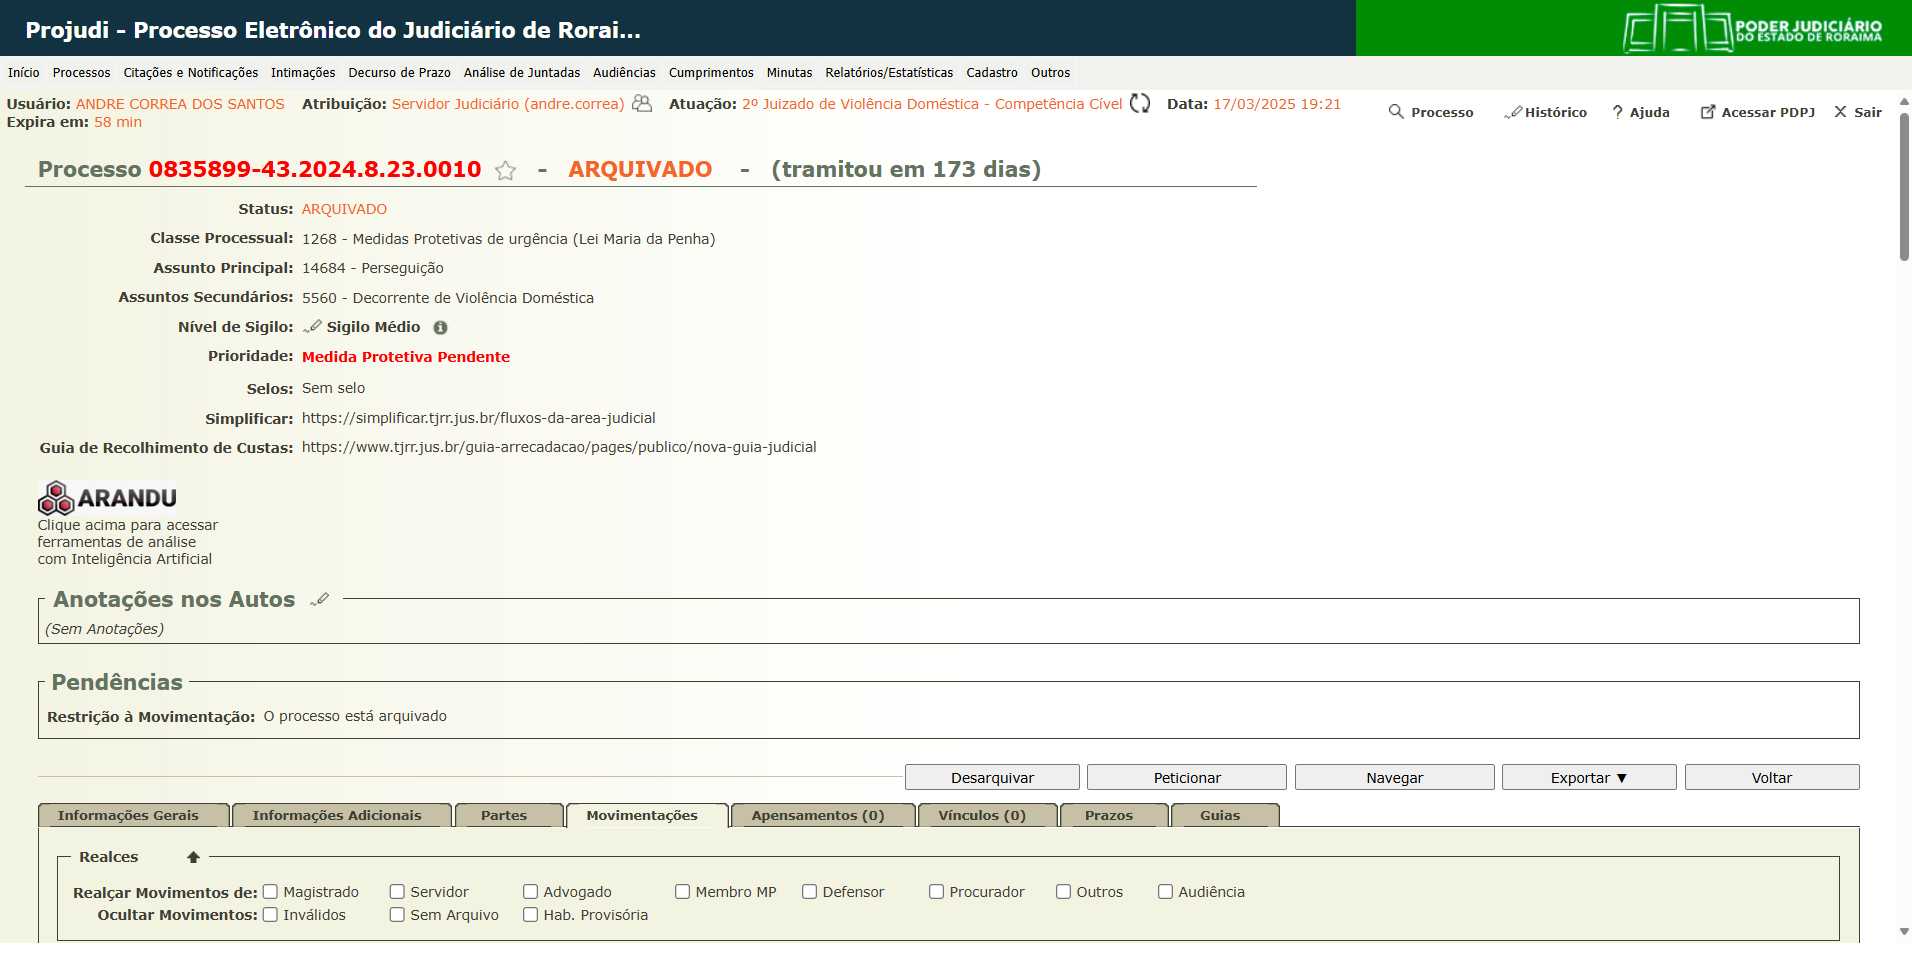 Projudi - Processo Eletrônico do Judiciário de Rorai...
PODER JUDICIÁRIO
DO ESTADO DE RORAIMA
Início Processos Citações e Notificações Intimações Decurso de Prazo Análise de Juntadas Audiências Cumprimentos Minutas Relatórios/Estatísticas Cadastro Outros
Usuário: ANDRE CORREA DOS SANTOS Atribuição: Servidor Judiciário (andre.correa) Atuação: 2º Juizado de Violência Doméstica - Competência Cível Data: 17/03/2025 19:21
Expira em: 58 min
Processo Histórico ? Ajuda Acessar PDPJ X Sair
Processo 0835899-43.2024.8.23.0010 - ARQUIVADO - (tramitou em 173 dias)
Status: ARQUIVADO
Classe Processual: 1268 - Medidas Protetivas de urgência (Lei Maria da Penha)
Assunto Principal: 14684 - Perseguição
Assuntos Secundários: 5560 - Decorrente de Violência Doméstica
Nível de Sigilo: Sigilo Médio
Prioridade: Medida Protetiva Pendente
Selos: Sem selo
Simplificar: https://simplificar.tjrr.jus.br/fluxos-da-area-judicial
Guia de Recolhimento de Custas: https://www.tjrr.jus.br/guia-arrecadacao/pages/publico/nova-guia-judicial
ARANDU
Clique acima para acessar
ferramentas de análise
com Inteligência Artificial
Anotações nos Autos
(Sem Anotações)
Pendências
Restrição à Movimentação: O processo está arquivado
Desarquivar Peticionar Navegar Exportar ▼ Voltar
Informações Gerais Informações Adicionais Partes Movimentações Apensamentos (0) Vínculos (0) Prazos Guias
Realces
Realçar Movimentos de: Magistrado Servidor Advogado Membro MP Defensor Procurador Outros Audiência
Ocultar Movimentos: Inválidos Sem Arquivo Hab. Provisória